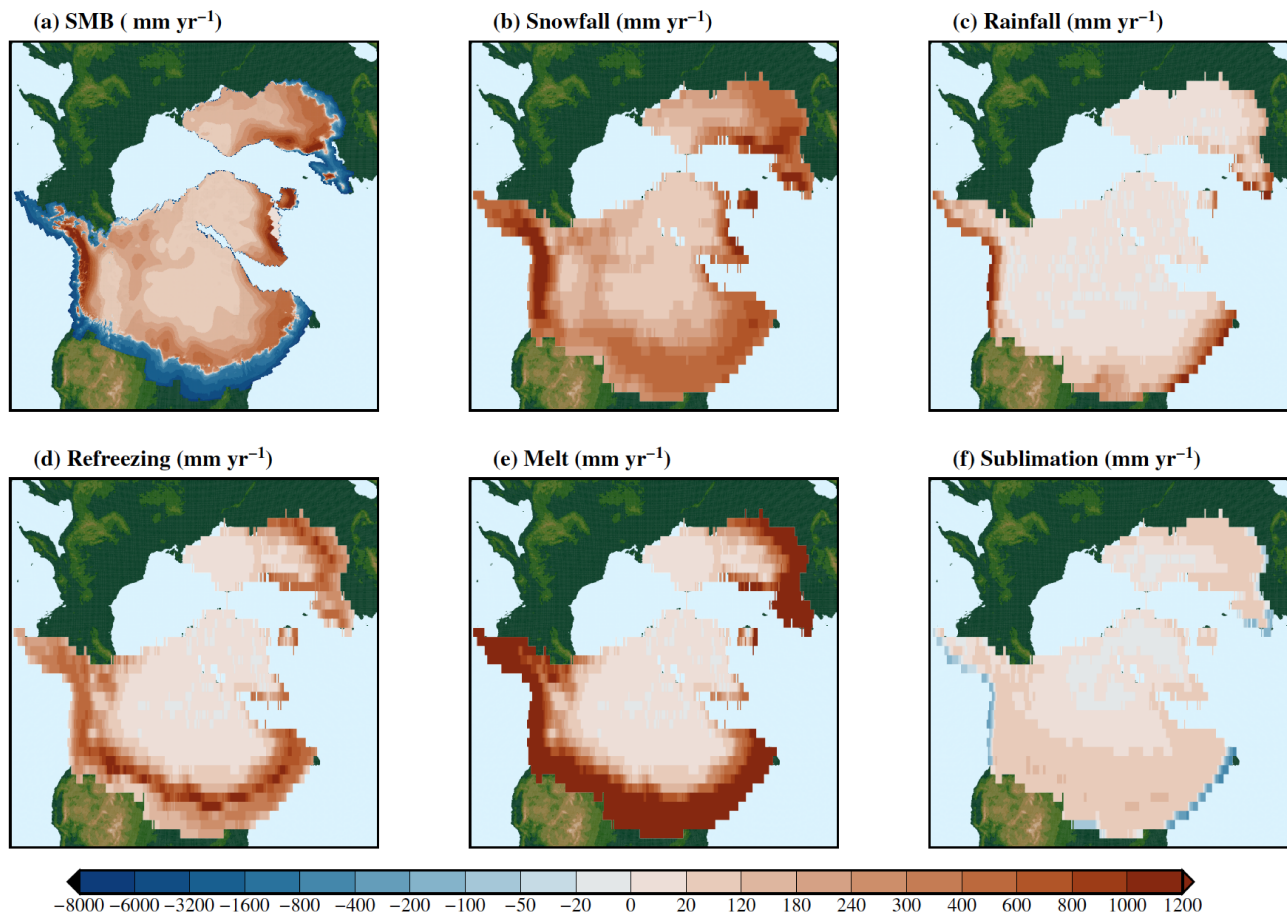 (a) SMB ( mm yr⁻¹)
(b) Snowfall (mm yr⁻¹)
(c) Rainfall (mm yr⁻¹)
(d) Refreezing (mm yr⁻¹)
(e) Melt (mm yr⁻¹)
(f) Sublimation (mm yr⁻¹)
−8000 −6000 −3200 −1600 −800 −400 −200 −100 −50 −20 0 20 120 180 240 300 400 600 800 1000 1200